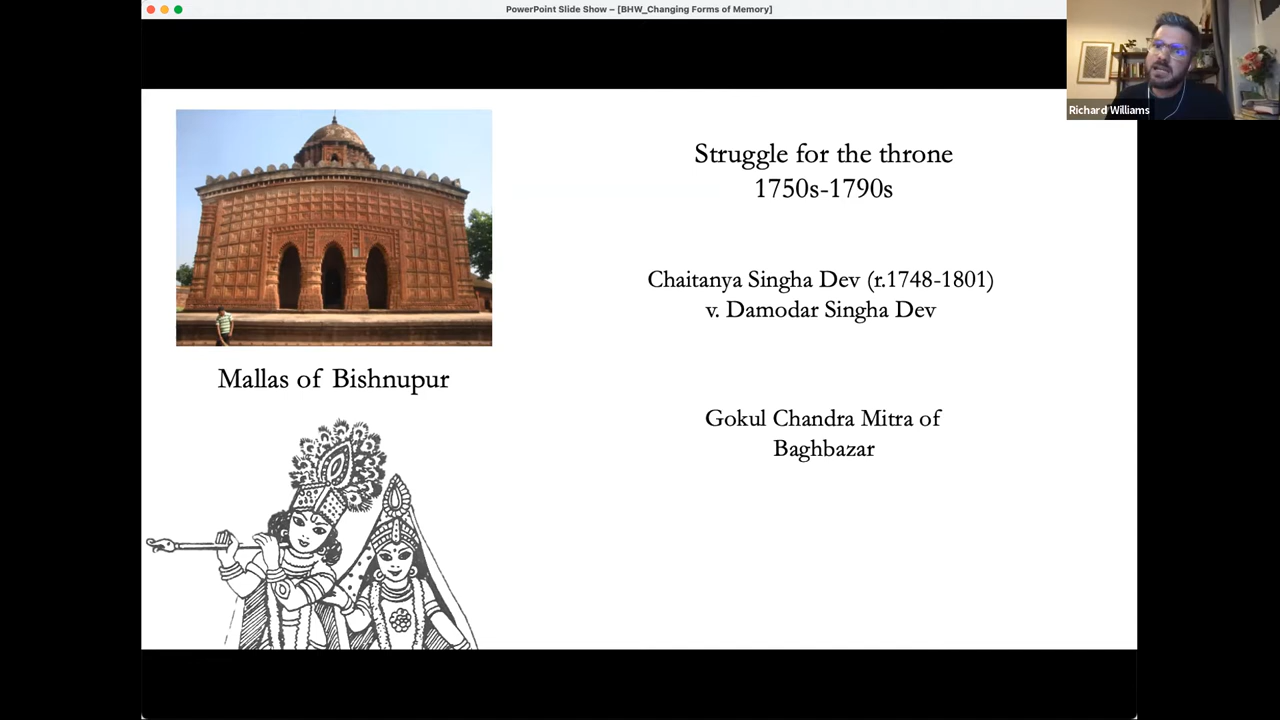 PowerPoint Slide Show – [BHW_Changing Forms of Memory]
Richard Williams
Struggle for the throne
1750s-1790s
Chaitanya Singha Dev (r.1748-1801)
v. Damodar Singha Dev
Mallas of Bishnupur
Gokul Chandra Mitra of
Baghbazar